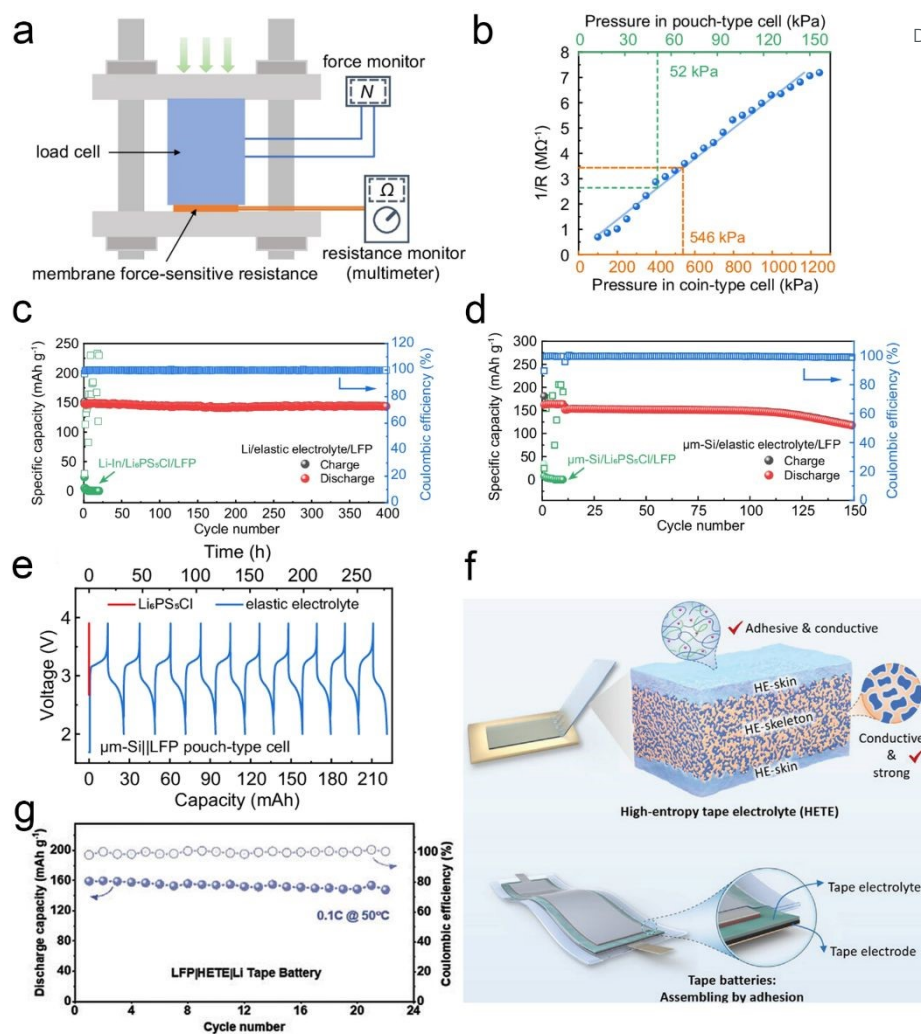 a
force monitor
N
load cell
Ω
resistance monitor
(multimeter)
membrane force-sensitive resistance
b
Pressure in pouch-type cell (kPa)
0 30 60 90 120 150
8
7
6
5
4
3
2
1
0
1/R (MΩ⁻¹)
52 kPa
546 kPa
0 200 400 600 800 1000 1200
Pressure in coin-type cell (kPa)
D
c
250
200
150
100
50
0
Specific capacity (mAh g⁻¹)
120
100
80
60
40
20
0
Coulombic efficiency (%)
Li/elastic electrolyte/LFP
Li-In/Li₆PS₅Cl/LFP
Charge
Discharge
0 50 100 150 200 250 300 350 400
Cycle number
d
300
250
200
150
100
50
0
Specific capacity (mAh g⁻¹)
100
80
60
40
20
0
Coulombic efficiency (%)
μm-Si/elastic electrolyte/LFP
μm-Si/Li₆PS₅Cl/LFP
Charge
Discharge
0 25 50 75 100 125 150
Cycle number
e
Time (h)
0 50 100 150 200 250
Li₆PS₅Cl
elastic electrolyte
4
3
2
Voltage (V)
μm-Si||LFP pouch-type cell
0 30 60 90 120 150 180 210
Capacity (mAh)
f
Adhesive & conductive
HE-skin
HE-skeleton
HE-skin
Conductive
&
strong
High-entropy tape electrolyte (HETE)
Tape electrolyte
Tape electrode
Tape batteries:
Assembling by adhesion
g
200
160
120
80
40
0
Discharge capacity (mAh g⁻¹)
100
80
60
40
20
0
Coulombic efficiency (%)
0.1C @ 50°C
LFP|HETE|Li Tape Battery
0 4 8 12 16 20 24
Cycle number